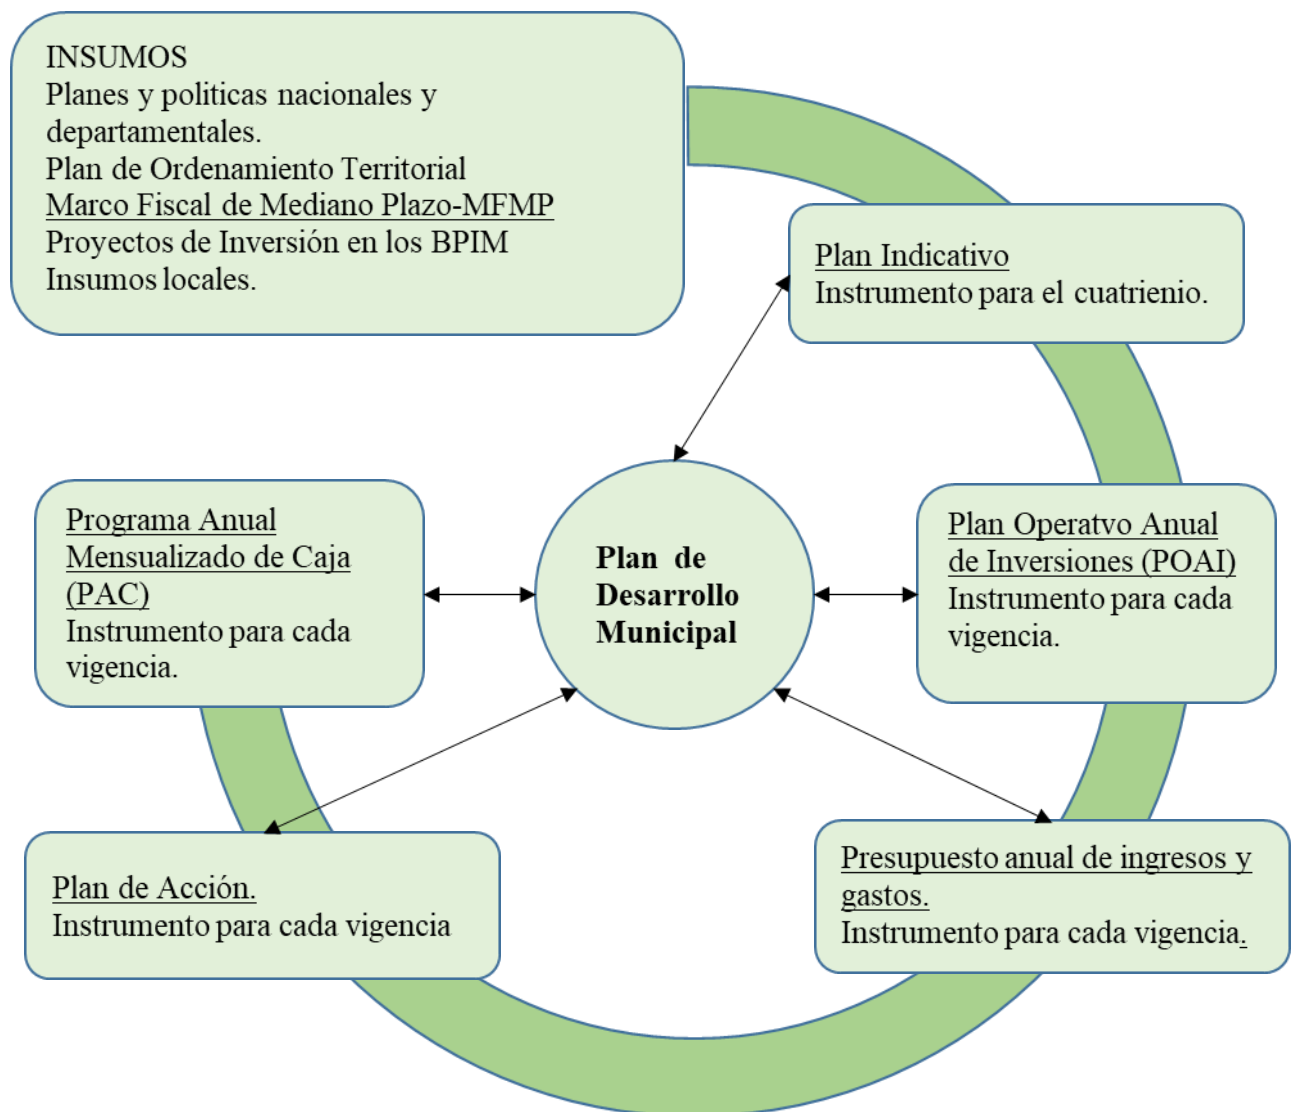 INSUMOS
Planes y politicas nacionales y
departamentales.
Plan de Ordenamiento Territorial
Marco Fiscal de Mediano Plazo-MFMP
Proyectos de Inversión en los BPIM
Insumos locales.
Plan Indicativo
Instrumento para el cuatrienio.
Programa Anual
Mensualizado de Caja
(PAC)
Instrumento para cada
vigencia.
Plan de
Desarrollo
Municipal
Plan Operatvo Anual
de Inversiones (POAI)
Instrumento para cada
vigencia.
Plan de Acción.
Instrumento para cada vigencia
Presupuesto anual de ingresos y
gastos.
Instrumento para cada vigencia.